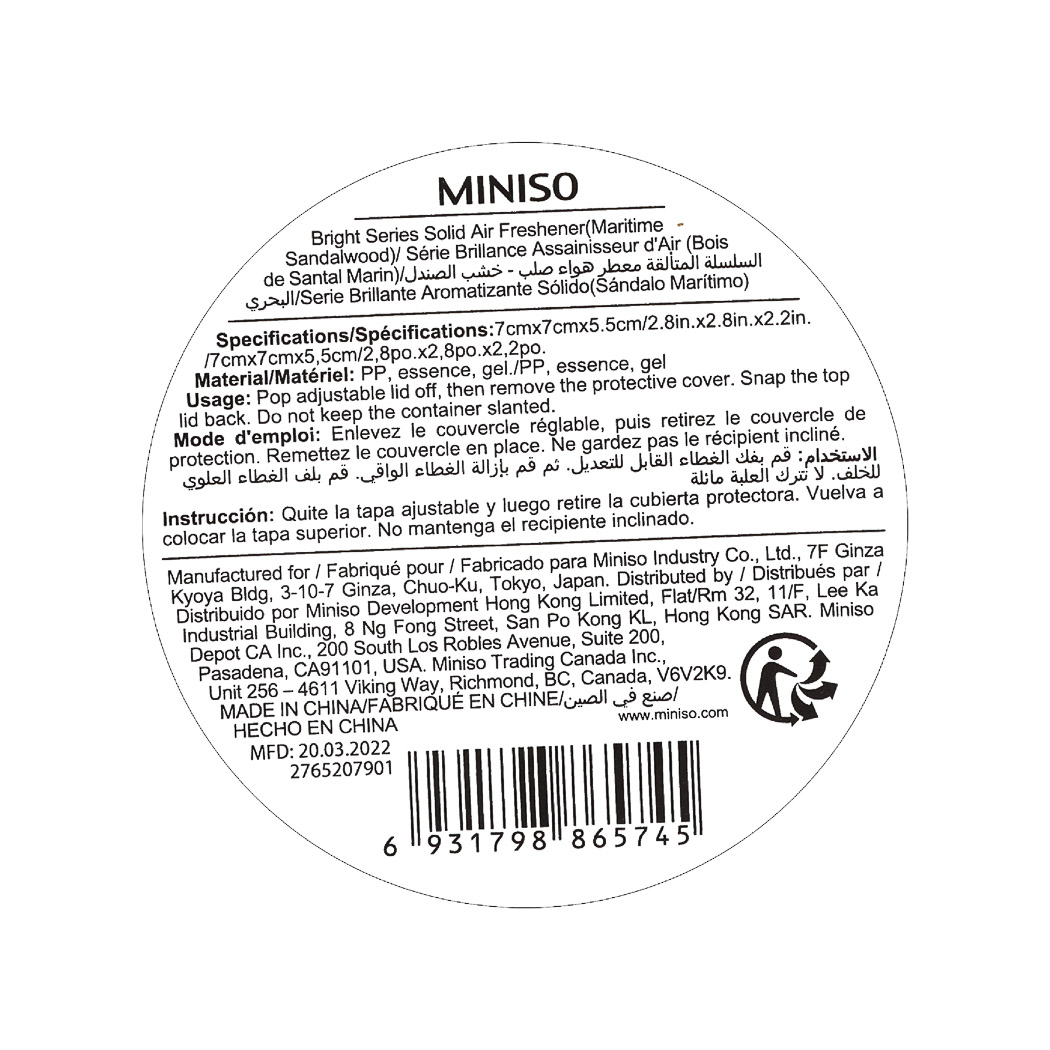 MINISO
Bright Series Solid Air Freshener(Maritime
Sandalwood)/ Série Brillance Assainisseur d'Air (Bois
de Santal Marin)/السلسلة المتألقة معطر هواء صلب - خشب الصندل
البحري/Serie Brillante Aromatizante Sólido(Sándalo Marítimo)
Specifications/Spécifications:7cmx7cmx5.5cm/2.8in.x2.8in.x2.2in.
/7cmx7cmx5,5cm/2,8po.x2,8po.x2,2po.
Material/Matériel: PP, essence, gel./PP, essence, gel
Usage: Pop adjustable lid off, then remove the protective cover. Snap the top
lid back. Do not keep the container slanted.
Mode d'emploi: Enlevez le couvercle réglable, puis retirez le couvercle de
protection. Remettez le couvercle en place. Ne gardez pas le récipient incliné.
الاستخدام: قم بفك الغطاء القابل للتعديل. ثم قم بإزالة الغطاء الواقي. قم بلف الغطاء العلوي
للخلف. لا تترك العلبة مائلة
Instrucción: Quite la tapa ajustable y luego retire la cubierta protectora. Vuelva a
colocar la tapa superior. No mantenga el recipiente inclinado.
Manufactured for / Fabriqué pour / Fabricado para Miniso Industry Co., Ltd., 7F Ginza
Kyoya Bldg, 3-10-7 Ginza, Chuo-Ku, Tokyo, Japan. Distributed by / Distribués par /
Distribuido por Miniso Development Hong Kong Limited, Flat/Rm 32, 11/F, Lee Ka
Industrial Building, 8 Ng Fong Street, San Po Kong KL, Hong Kong SAR. Miniso
Depot CA Inc., 200 South Los Robles Avenue, Suite 200,
Pasadena, CA91101, USA. Miniso Trading Canada Inc.,
Unit 256 – 4611 Viking Way, Richmond, BC, Canada, V6V2K9.
MADE IN CHINA/FABRIQUÉ EN CHINE/صنع في الصين/
HECHO EN CHINA
www.miniso.com
MFD: 20.03.2022
2765207901
6 931798 865745